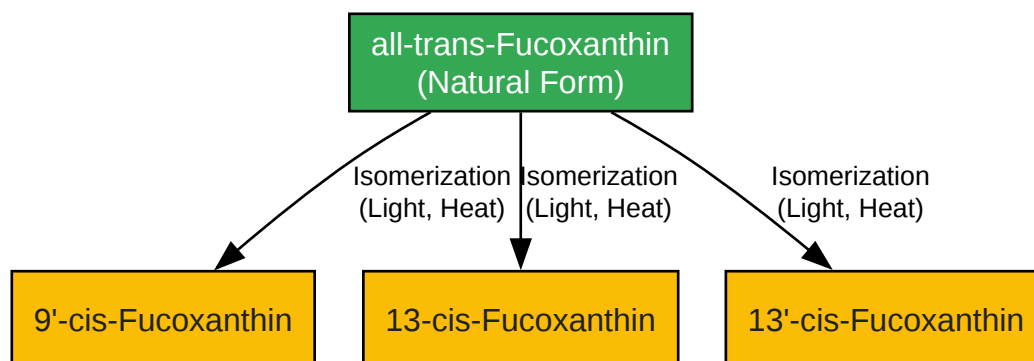 all-trans-Fucoxanthin
(Natural Form)
Isomerization
(Light, Heat)
Isomerization
(Light, Heat)
Isomerization
(Light, Heat)
9'-cis-Fucoxanthin
13-cis-Fucoxanthin
13'-cis-Fucoxanthin